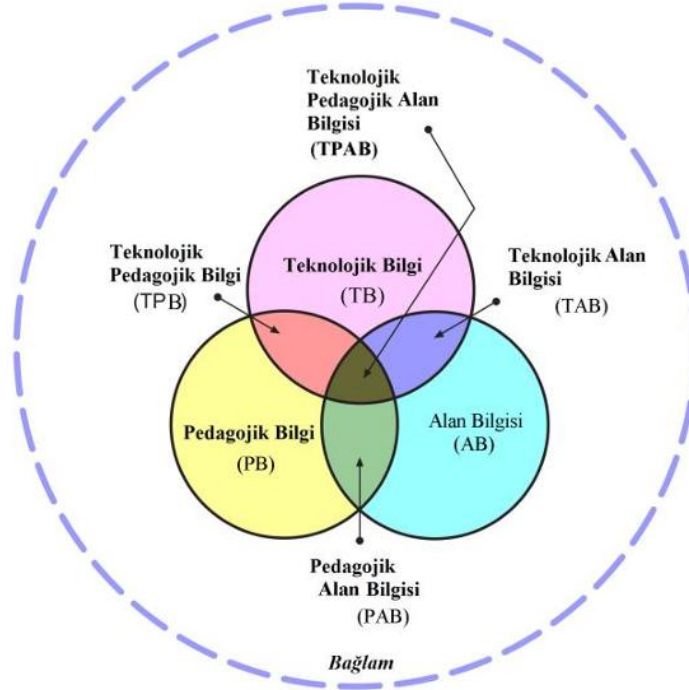 Teknolojik
Pedagojik Alan
Bilgisi
(TPAB)
Teknolojik
Pedagojik Bilgi
(TPB)
Teknolojik Bilgi
(TB)
Teknolojik Alan
Bilgisi
(TAB)
Pedagojik Bilgi
(PB)
Alan Bilgisi
(AB)
Pedagojik
Alan Bilgisi
(PAB)
Bağlam